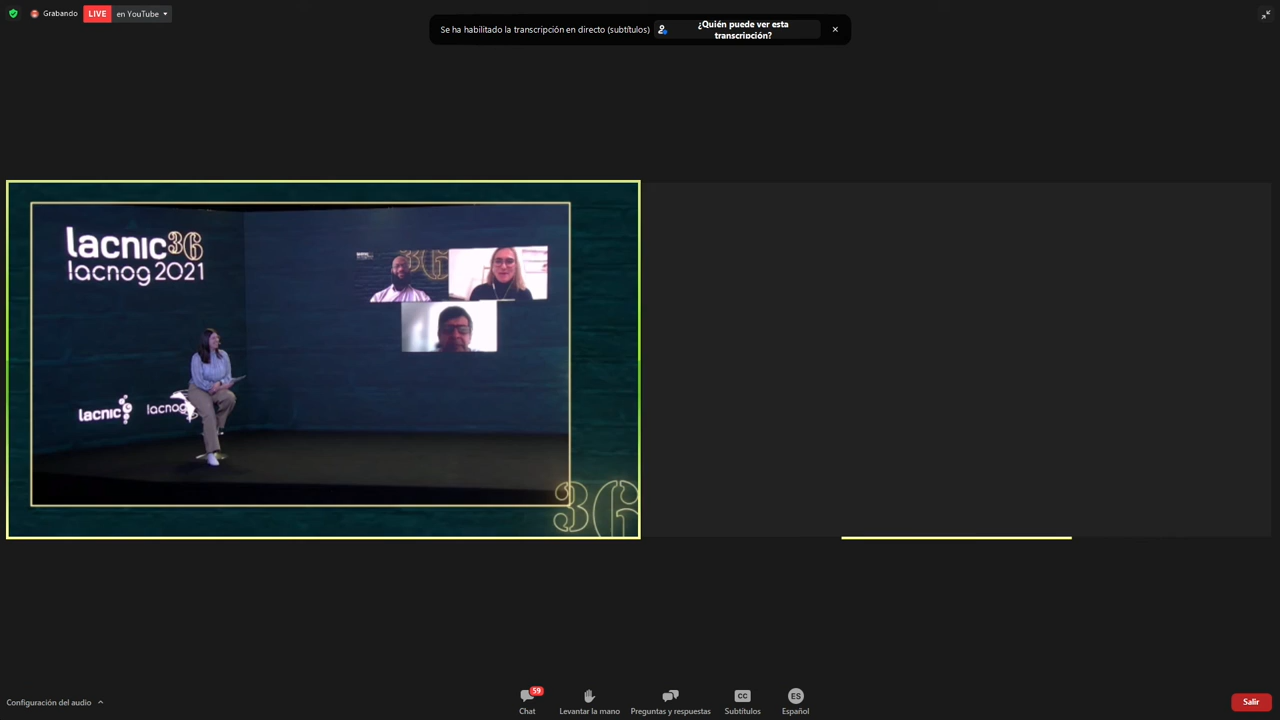 Grabando
LIVE
en YouTube
Se ha habilitado la transcripción en directo (subtítulos)
¿Quién puede ver esta
transcripción?
lacnic36
lacnog2021
lacnic
lacnog
36
36
Configuración del audio
59
Chat
Levantar la mano
Preguntas y respuestas
CC
Subtítulos
ES
Español
Salir